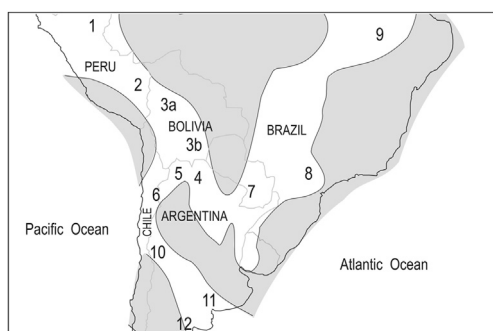 1
9
PERU
2
3a
BOLIVIA
BRAZIL
3b
5
4
8
6
7
CHILE
ARGENTINA
Pacific Ocean
10
Atlantic Ocean
11
12